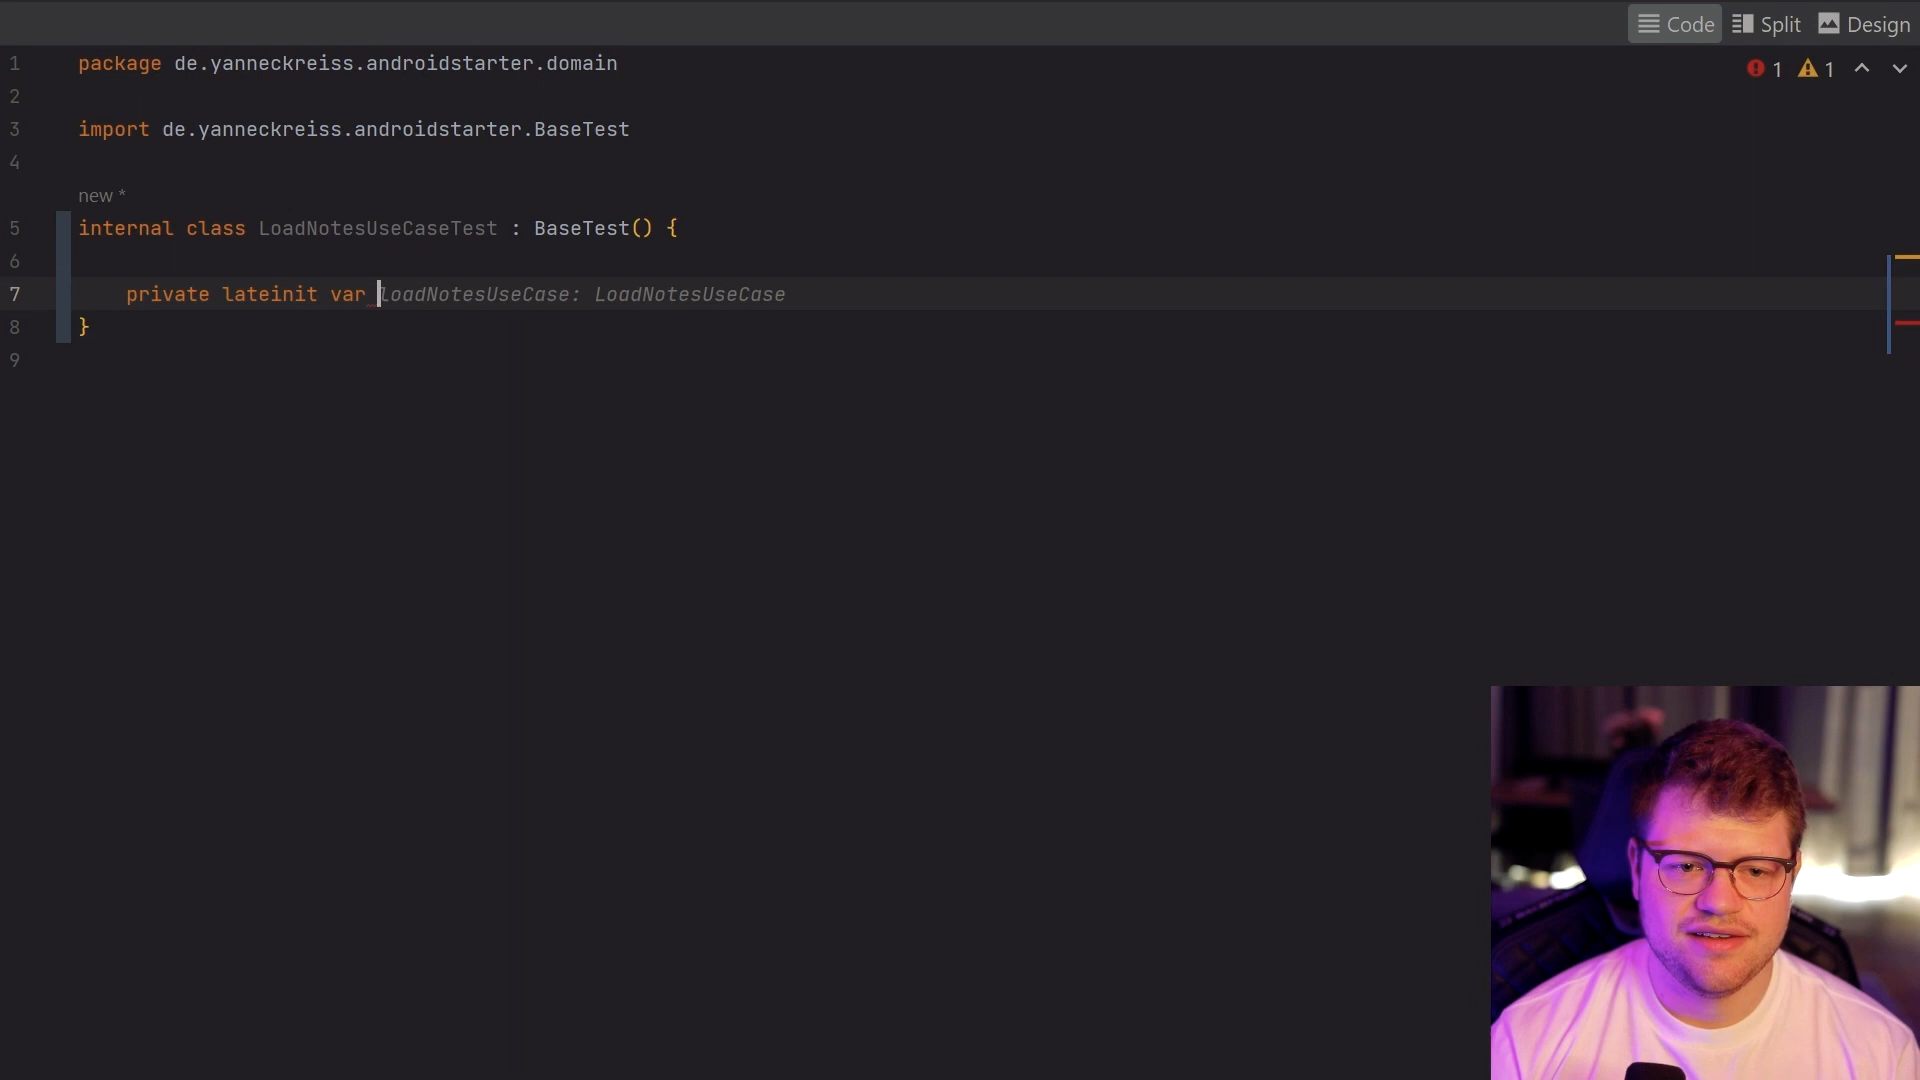 Code Split Design
1 package de.yanneckreiss.androidstarter.domain
1 1
2
3 import de.yanneckreiss.androidstarter.BaseTest
4
new *
5 internal class LoadNotesUseCaseTest : BaseTest() {
6
7 private lateinit var loadNotesUseCase: LoadNotesUseCase
8 }
9